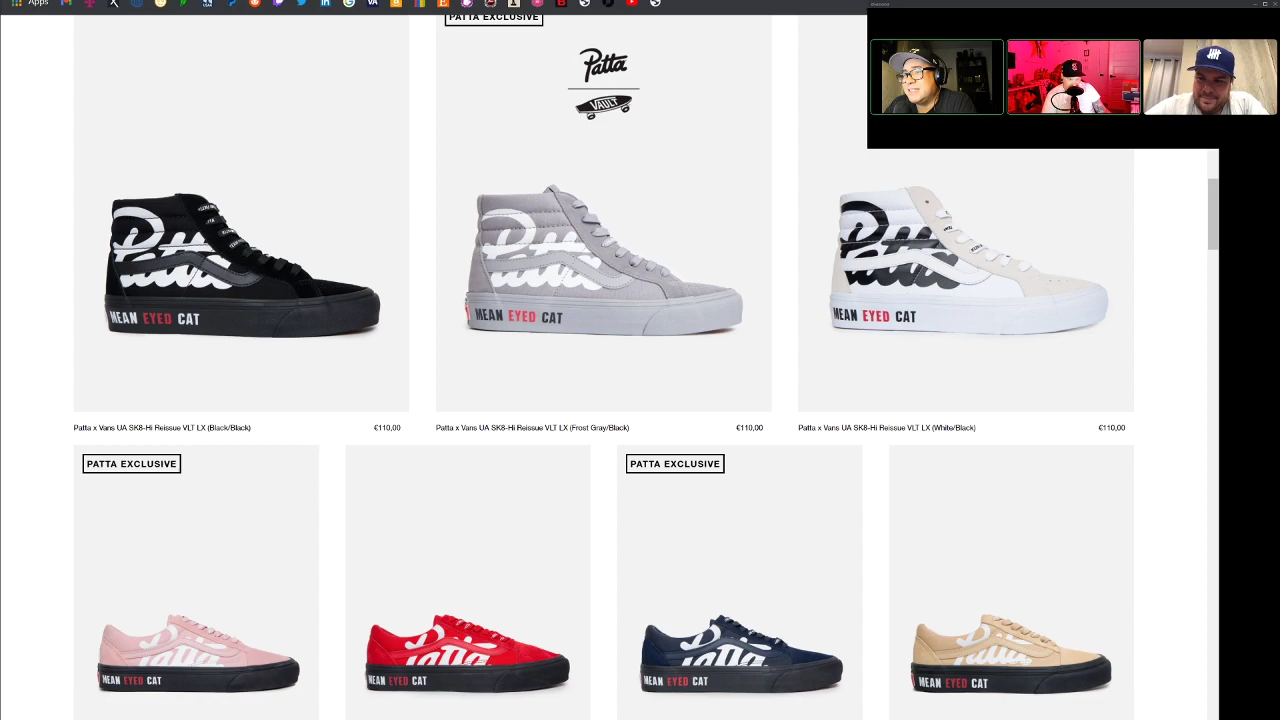 Apps
PATTA EXCLUSIVE
Patta
VAULT
MEAN EYED CAT
MEAN EYED CAT
MEAN EYED CAT
Patta x Vans UA SK8-Hi Reissue VLT LX (Black/Black) €110,00
Patta x Vans UA SK8-Hi Reissue VLT LX (Frost Gray/Black) €110,00
Patta x Vans UA SK8-Hi Reissue VLT LX (White/Black) €110,00
PATTA EXCLUSIVE
PATTA EXCLUSIVE
MEAN EYED CAT
MEAN EYED CAT
MEAN EYED CAT
MEAN EYED CAT